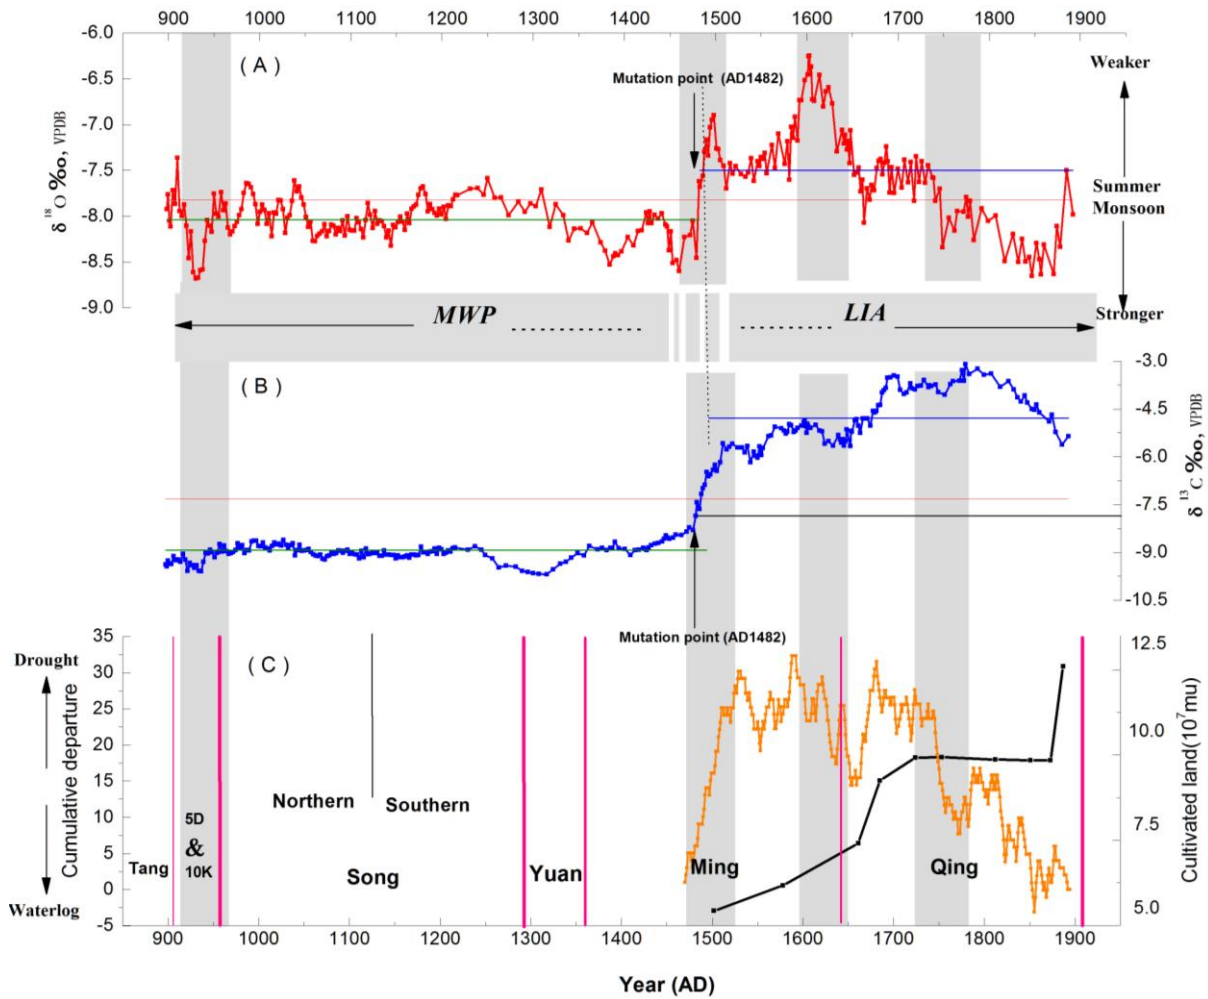 900 1000 1100 1200 1300 1400 1500 1600 1700 1800 1900
-6.0
-6.5
-7.0
-7.5
-8.0
-8.5
-9.0
δ 18 O ‰, VPDB
( A )
Mutation point (AD1482)
Weaker
Summer
Monsoon
Stronger
MWP
LIA
( B )
-3.0
-4.5
-6.0
-7.5
-9.0
-10.5
δ 13 C ‰, VPDB
Mutation point (AD1482)
35
30
25
20
15
10
5
0
-5
Drought
Waterlog
Cumulative departure
( C )
Tang
5D
&
10K
Northern
Southern
Song
Yuan
Ming
Qing
12.5
10.0
7.5
5.0
Cultivated land(10⁷mu)
900 1000 1100 1200 1300 1400 1500 1600 1700 1800 1900
Year (AD)